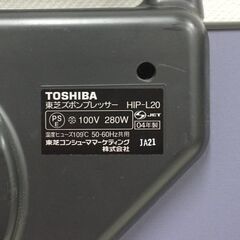 TOSHIBA
東芝ズボンプレッサー HIP-L20
PS E 100V 280W JET 04年製
温度ヒューズ109℃ 50-60Hz共用
東芝コンシューママーケティング
株式会社 JA21